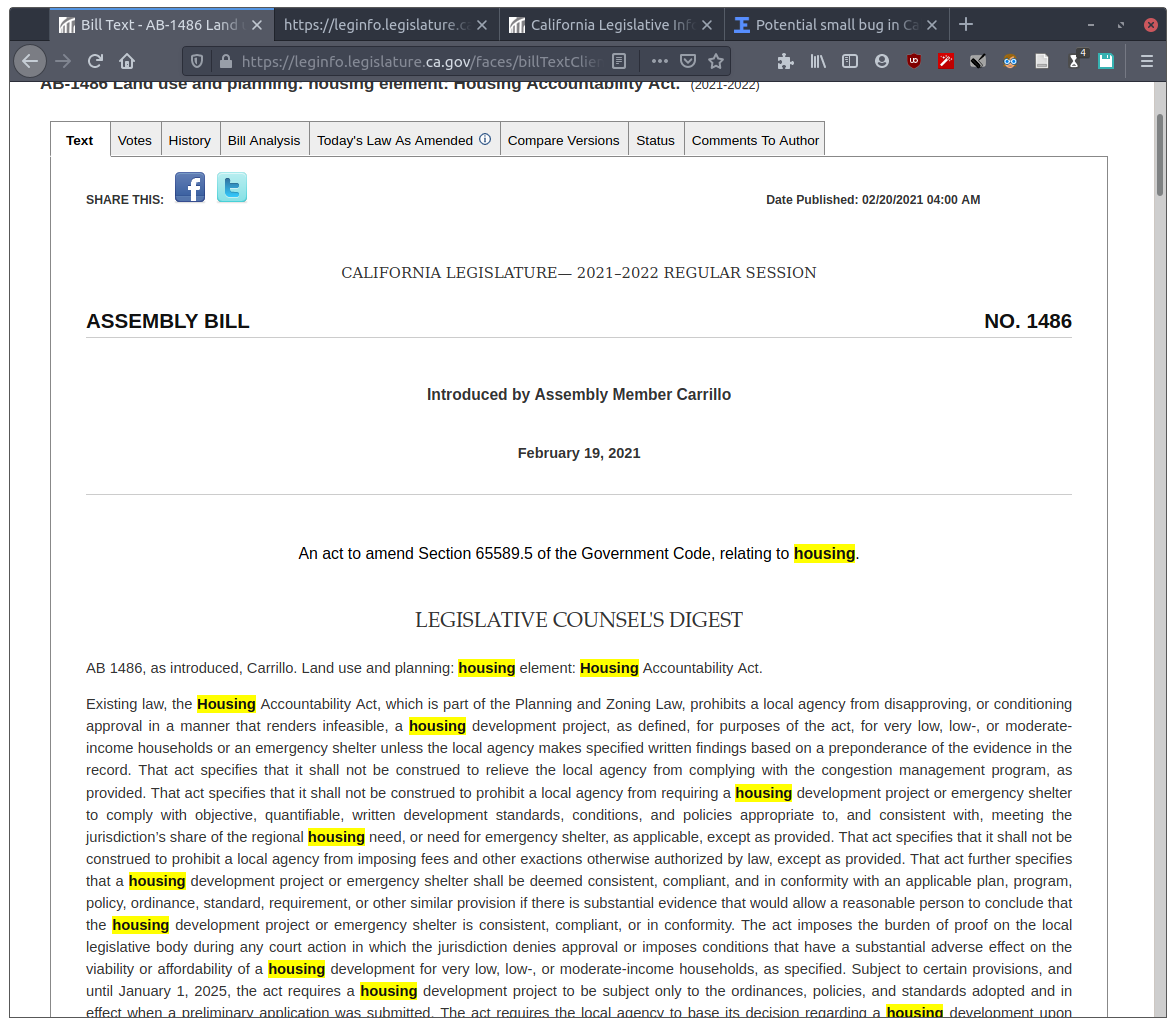 Bill Text - AB-1486 Land
https://leginfo.legislature.c
California Legislative Inf
Potential small bug in Ca
https://leginfo.legislature.ca.gov/faces/billTextClie
4
AB-1486 Land use and planning: housing element: Housing Accountability Act. (2021-2022)
Text Votes History Bill Analysis Today's Law As Amended Compare Versions Status Comments To Author
SHARE THIS:
Date Published: 02/20/2021 04:00 AM
CALIFORNIA LEGISLATURE— 2021–2022 REGULAR SESSION
ASSEMBLY BILL NO. 1486
Introduced by Assembly Member Carrillo
February 19, 2021
An act to amend Section 65589.5 of the Government Code, relating to housing.
LEGISLATIVE COUNSEL'S DIGEST
AB 1486, as introduced, Carrillo. Land use and planning: housing element: Housing Accountability Act.
Existing law, the Housing Accountability Act, which is part of the Planning and Zoning Law, prohibits a local agency from disapproving, or conditioning
approval in a manner that renders infeasible, a housing development project, as defined, for purposes of the act, for very low, low-, or moderate-
income households or an emergency shelter unless the local agency makes specified written findings based on a preponderance of the evidence in the
record. That act specifies that it shall not be construed to relieve the local agency from complying with the congestion management program, as
provided. That act specifies that it shall not be construed to prohibit a local agency from requiring a housing development project or emergency shelter
to comply with objective, quantifiable, written development standards, conditions, and policies appropriate to, and consistent with, meeting the
jurisdiction’s share of the regional housing need, or need for emergency shelter, as applicable, except as provided. That act specifies that it shall not be
construed to prohibit a local agency from imposing fees and other exactions otherwise authorized by law, except as provided. That act further specifies
that a housing development project or emergency shelter shall be deemed consistent, compliant, and in conformity with an applicable plan, program,
policy, ordinance, standard, requirement, or other similar provision if there is substantial evidence that would allow a reasonable person to conclude that
the housing development project or emergency shelter is consistent, compliant, or in conformity. The act imposes the burden of proof on the local
legislative body during any court action in which the jurisdiction denies approval or imposes conditions that have a substantial adverse effect on the
viability or affordability of a housing development for very low, low-, or moderate-income households, as specified. Subject to certain provisions, and
until January 1, 2025, the act requires a housing development project to be subject only to the ordinances, policies, and standards adopted and in
effect when a preliminary application was submitted. The act requires the local agency to base its decision regarding a housing development upon